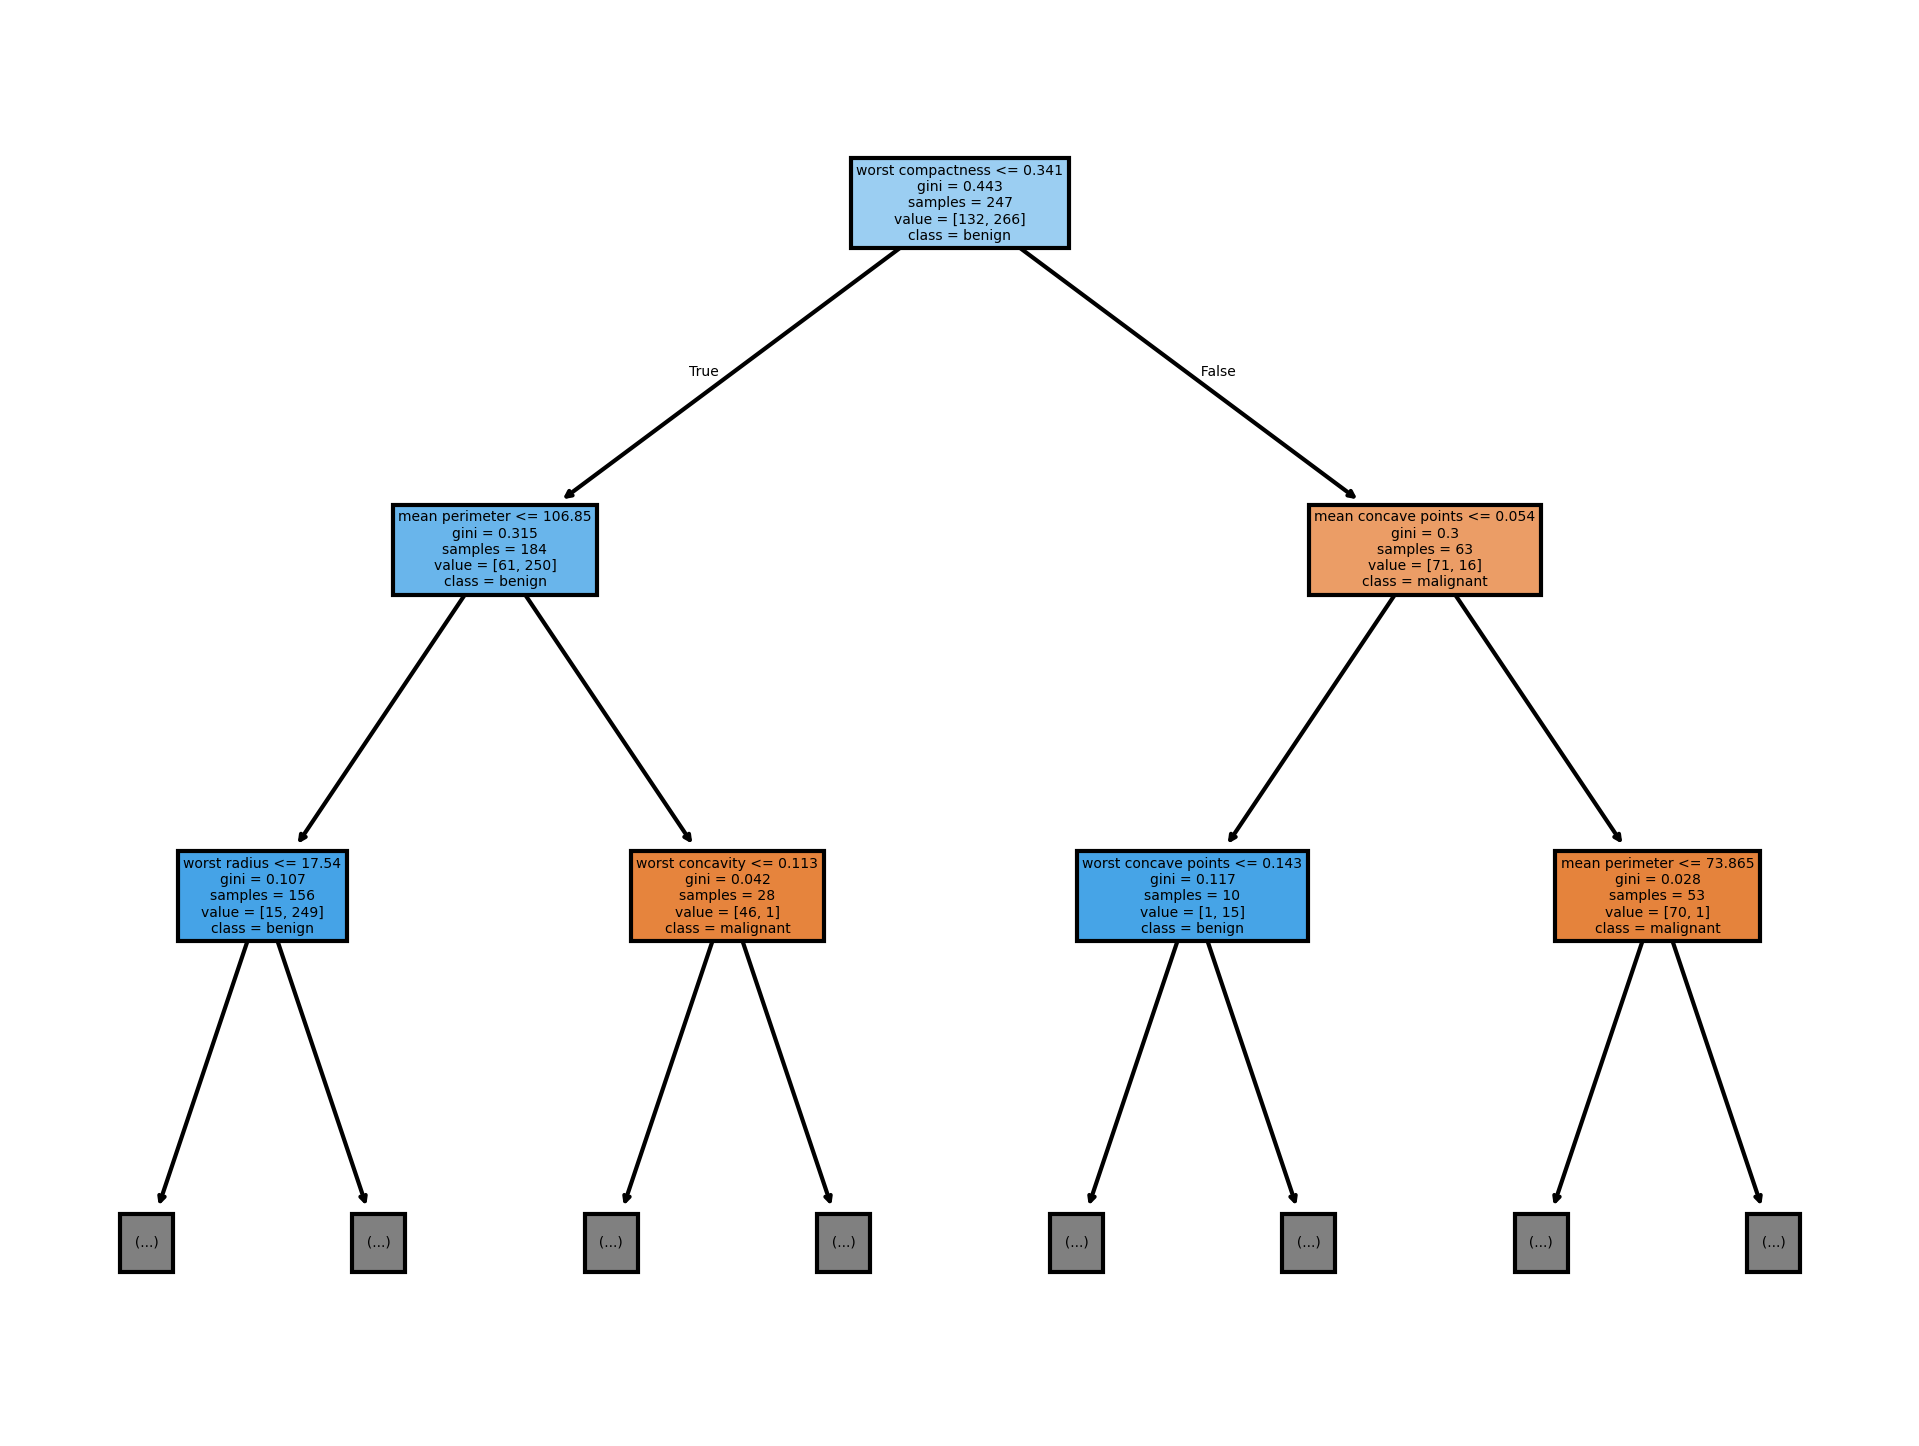 worst compactness <= 0.341
gini = 0.443
samples = 247
value = [132, 266]
class = benign
True
False
mean perimeter <= 106.85
gini = 0.315
samples = 184
value = [61, 250]
class = benign
mean concave points <= 0.054
gini = 0.3
samples = 63
value = [71, 16]
class = malignant
worst radius <= 17.54
gini = 0.107
samples = 156
value = [15, 249]
class = benign
worst concavity <= 0.113
gini = 0.042
samples = 28
value = [46, 1]
class = malignant
worst concave points <= 0.143
gini = 0.117
samples = 10
value = [1, 15]
class = benign
mean perimeter <= 73.865
gini = 0.028
samples = 53
value = [70, 1]
class = malignant
(...)
(...)
(...)
(...)
(...)
(...)
(...)
(...)